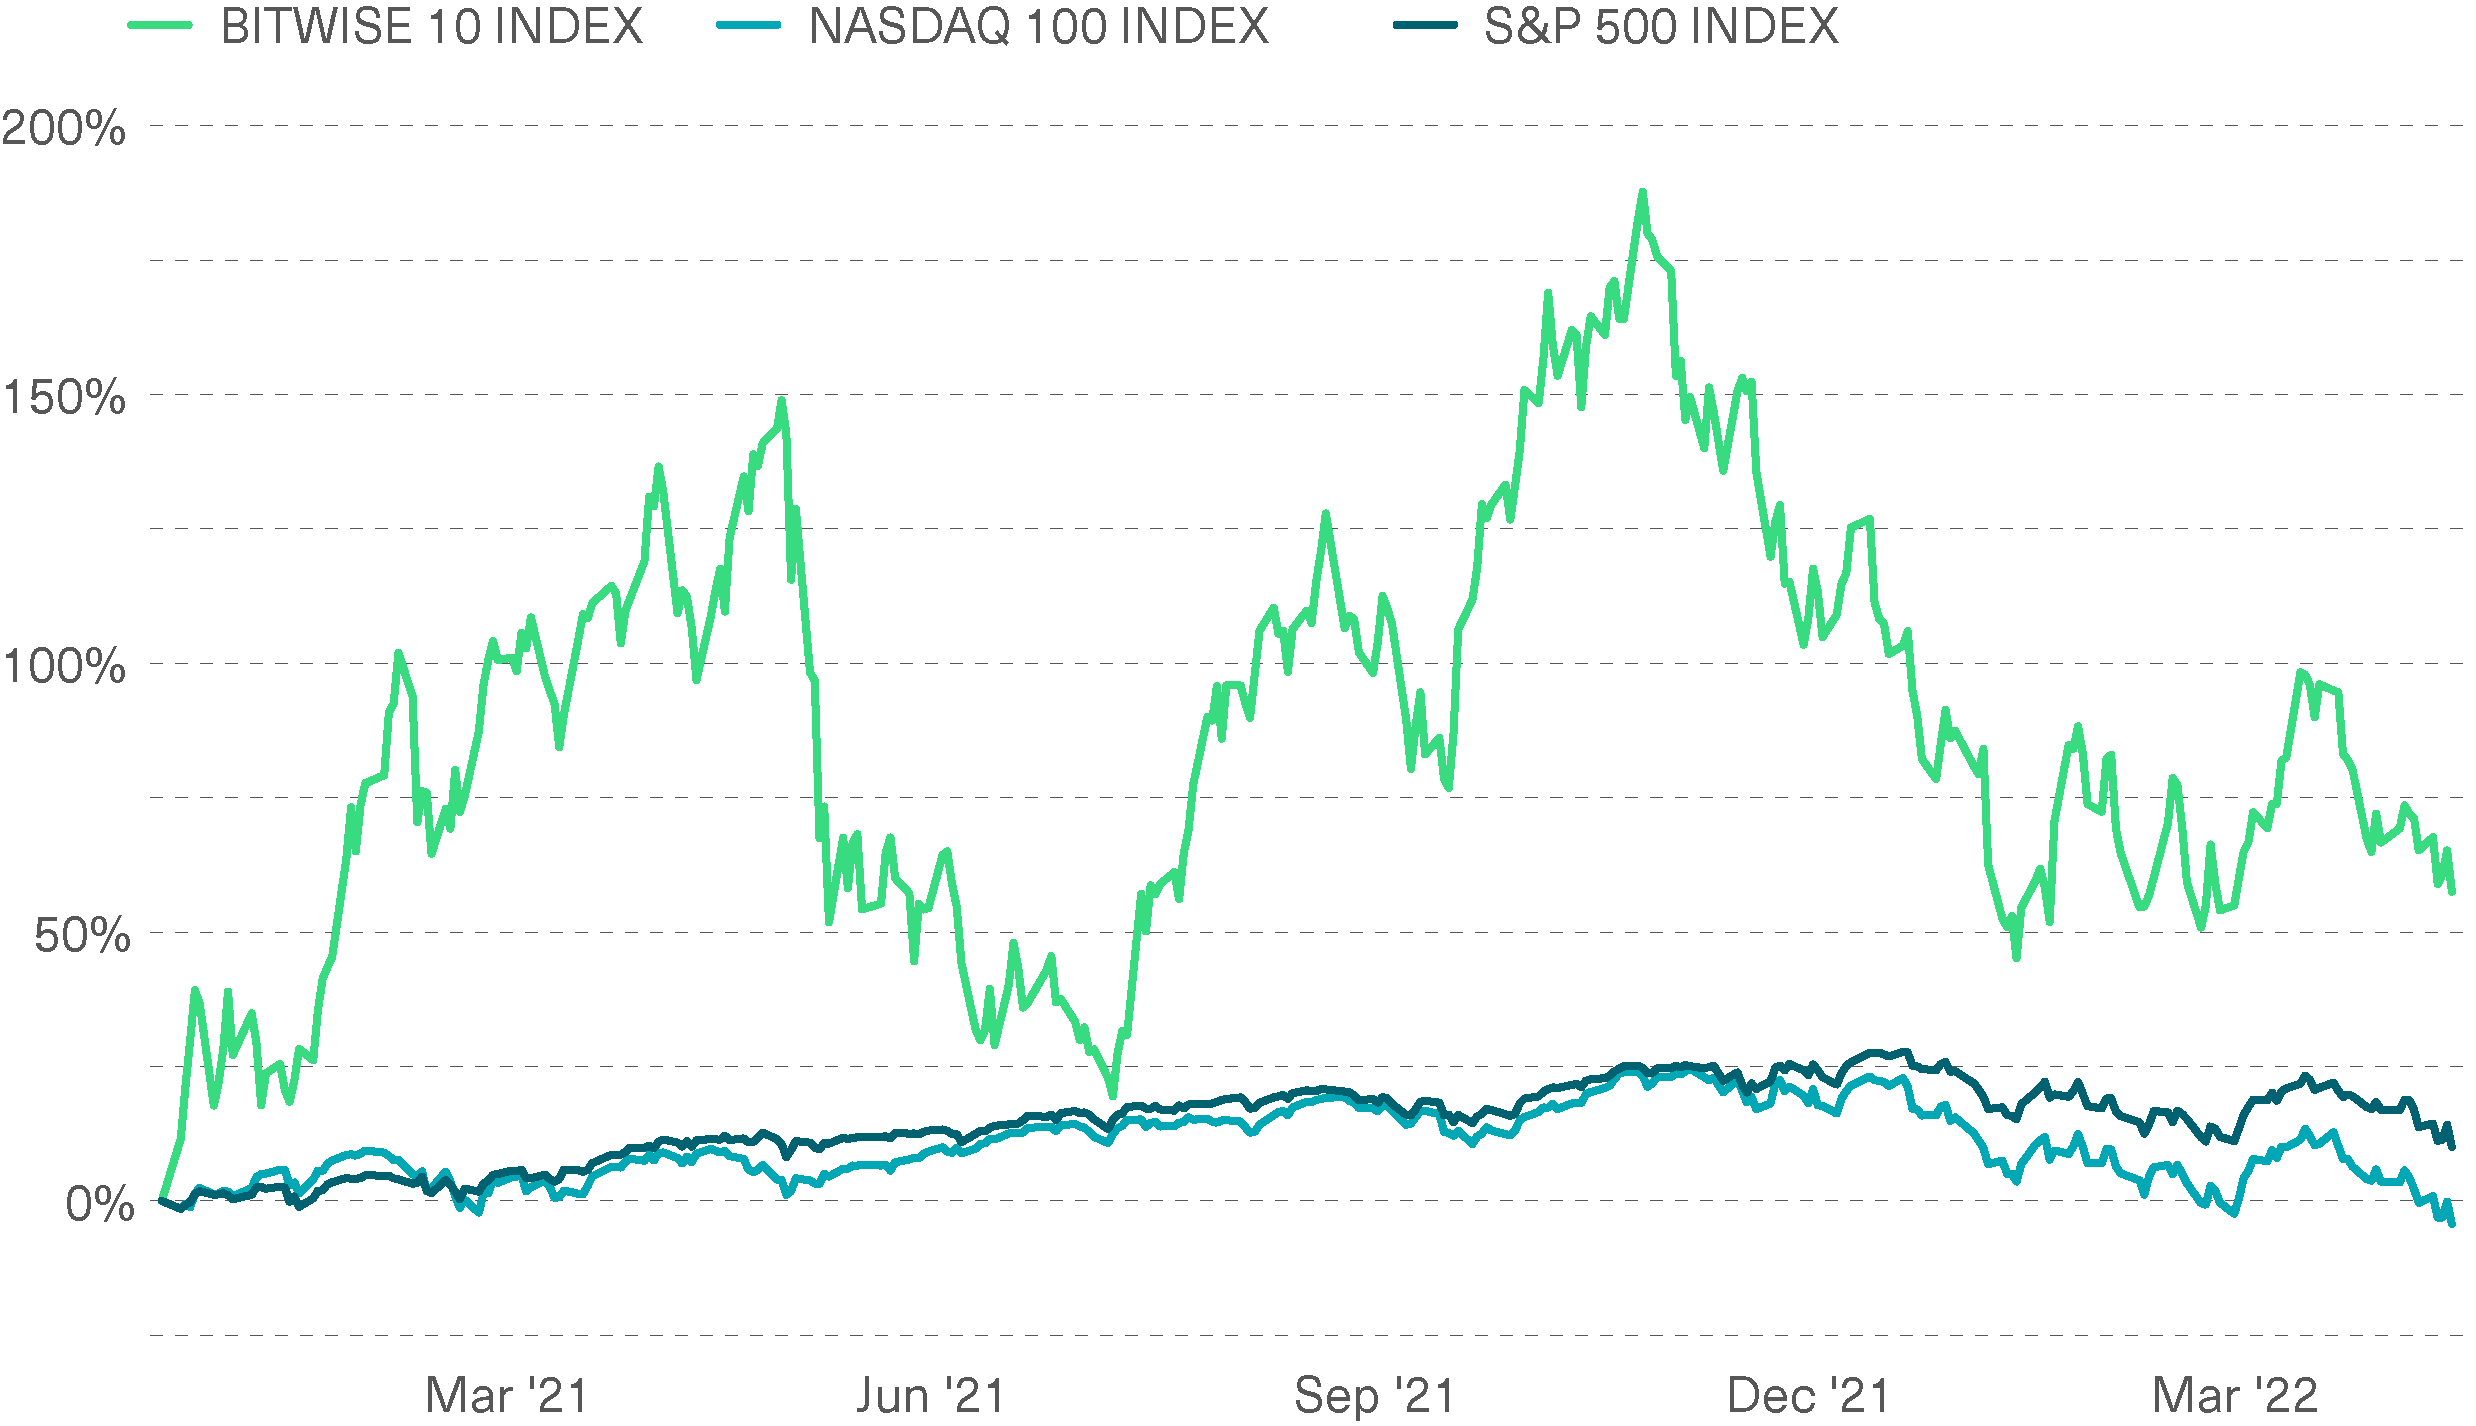 BITWISE 10 INDEX NASDAQ 100 INDEX S&P 500 INDEX
200%
150%
100%
50%
0%
Mar '21 Jun '21 Sep '21 Dec '21 Mar '22